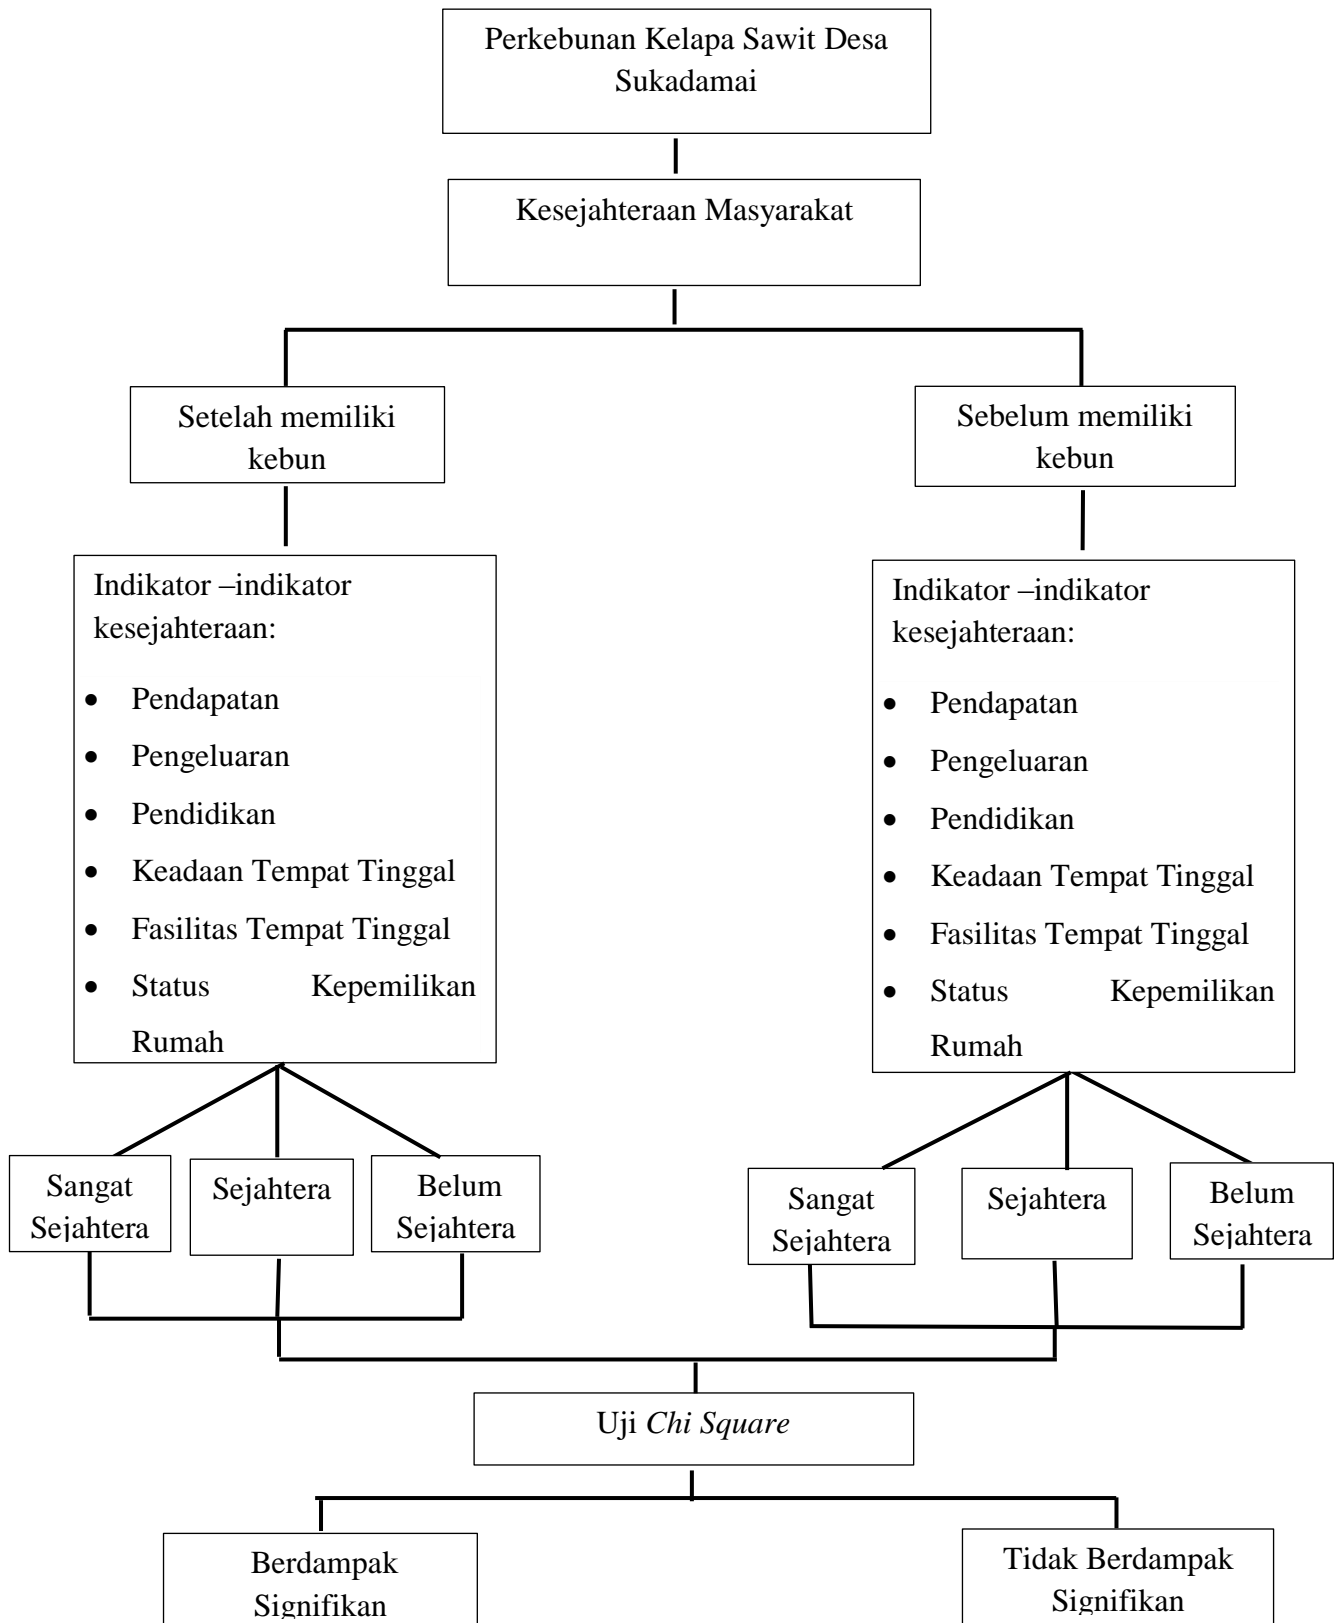 Perkebunan Kelapa Sawit Desa
Sukadamai
Kesejahteraan Masyarakat
Setelah memiliki
kebun
Sebelum memiliki
kebun
Indikator –indikator
kesejahteraan:
• Pendapatan
• Pengeluaran
• Pendidikan
• Keadaan Tempat Tinggal
• Fasilitas Tempat Tinggal
• Status Kepemilikan
Rumah
Indikator –indikator
kesejahteraan:
• Pendapatan
• Pengeluaran
• Pendidikan
• Keadaan Tempat Tinggal
• Fasilitas Tempat Tinggal
• Status Kepemilikan
Rumah
Sangat
Sejahtera
Sejahtera
Belum
Sejahtera
Sangat
Sejahtera
Sejahtera
Belum
Sejahtera
Uji Chi Square
Berdampak
Signifikan
Tidak Berdampak
Signifikan